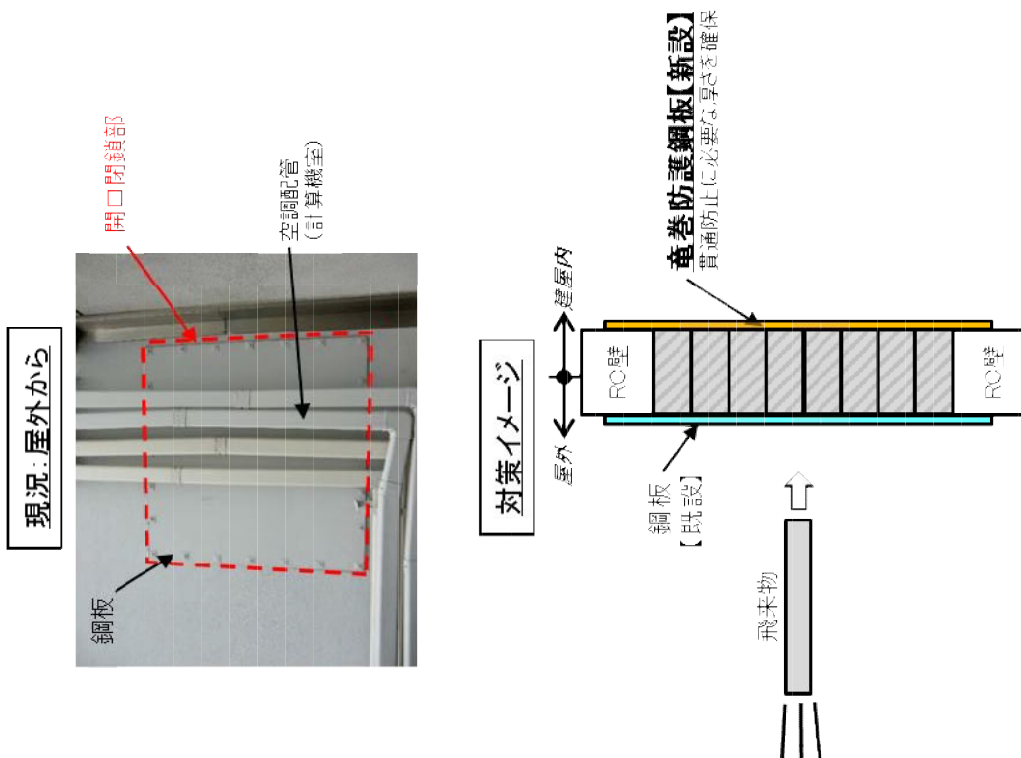 現況：屋外から
開口閉鎖部
空調配管
(計算機室)
鋼板
対策イメージ
屋外
建屋内
竜巻防護鋼板【新設】
貫通防止に必要な厚さを確保
RC壁
RC壁
鋼板
【既設】
飛来物